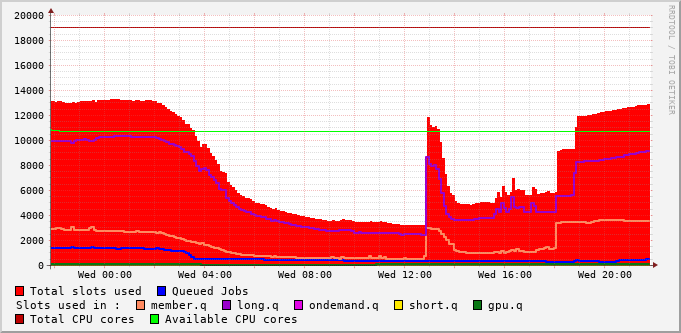 20000
18000
16000
14000
12000
10000
8000
6000
4000
2000
0
Wed 00:00 Wed 04:00 Wed 08:00 Wed 12:00 Wed 16:00 Wed 20:00
RRDTOOL / TOBI OETIKER
Total slots used Queued Jobs
Slots used in : member.q long.q ondemand.q short.q gpu.q
Total CPU cores Available CPU cores